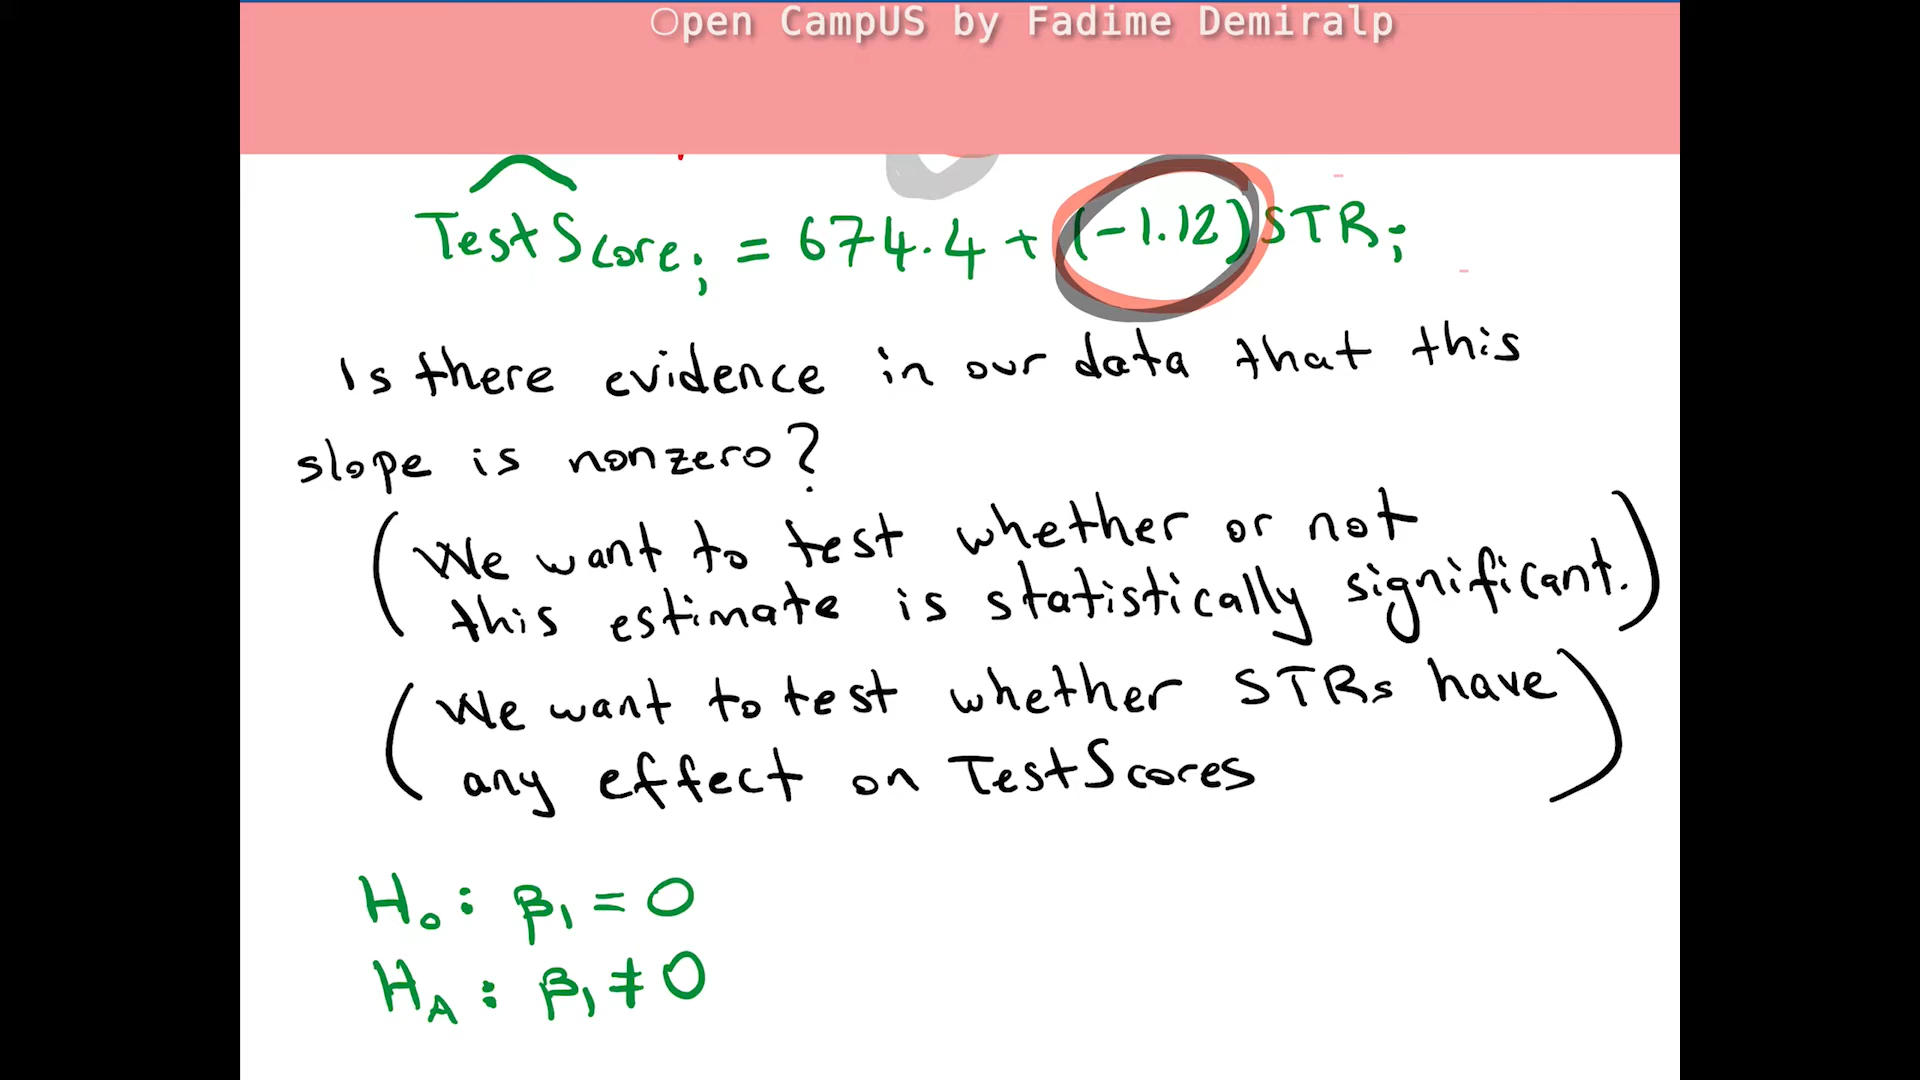 Open CampUS by Fadime Demiralp
TestScoreᵢ = 674.4 + (-1.12) STRᵢ
Is there evidence in our data that this
slope is nonzero?
(We want to test whether or not
this estimate is statistically significant.)
(We want to test whether STRs have
any effect on TestScores)
H₀: β₁ = 0
H_A: β₁ ≠ 0